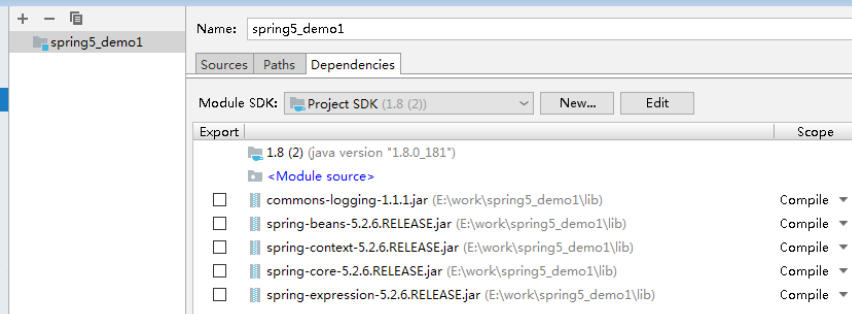 spring5_demo1
Name: spring5_demo1
Sources Paths Dependencies
Module SDK: Project SDK (1.8 (2)) New... Edit
Export Scope
1.8 (2) (java version "1.8.0_181")
<Module source>
commons-logging-1.1.1.jar (E:\work\spring5_demo1\lib) Compile
spring-beans-5.2.6.RELEASE.jar (E:\work\spring5_demo1\lib) Compile
spring-context-5.2.6.RELEASE.jar (E:\work\spring5_demo1\lib) Compile
spring-core-5.2.6.RELEASE.jar (E:\work\spring5_demo1\lib) Compile
spring-expression-5.2.6.RELEASE.jar (E:\work\spring5_demo1\lib) Compile